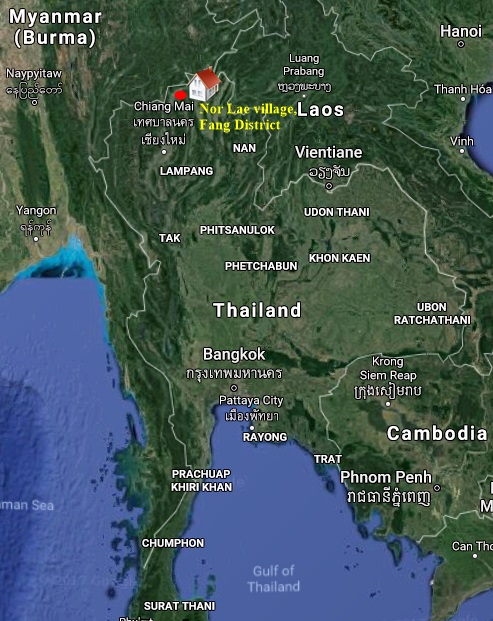 Myanmar
(Burma)
Hanoi
Naypyitaw
နေပြည်တော်
Luang
Prabang
ຫຼວງພະບາງ
Thanh Hóa
Chiang Mai
เทศบาลนคร
เชียงใหม่
Nor Lae village,
Fang District
Laos
NAN
Vientiane
ວຽງຈັນ
Vinh
LAMPANG
Yangon
ရန်ကုန်
UDON THANI
TAK
PHITSANULOK
PHETCHABUN
KHON KAEN
Thailand
UBON
RATCHATHANI
Bangkok
กรุงเทพมหานคร
Krong
Siem Reap
ក្រុងសៀមរាប
Pattaya City
เมืองพัทยา
RAYONG
Cambodia
TRAT
PRACHUAP
KHIRI KHAN
Phnom Penh
រាជធានីភ្នំពេញ
man Sea
CHUMPHON
Can Tho
Gulf of
Thailand
SURAT THANI